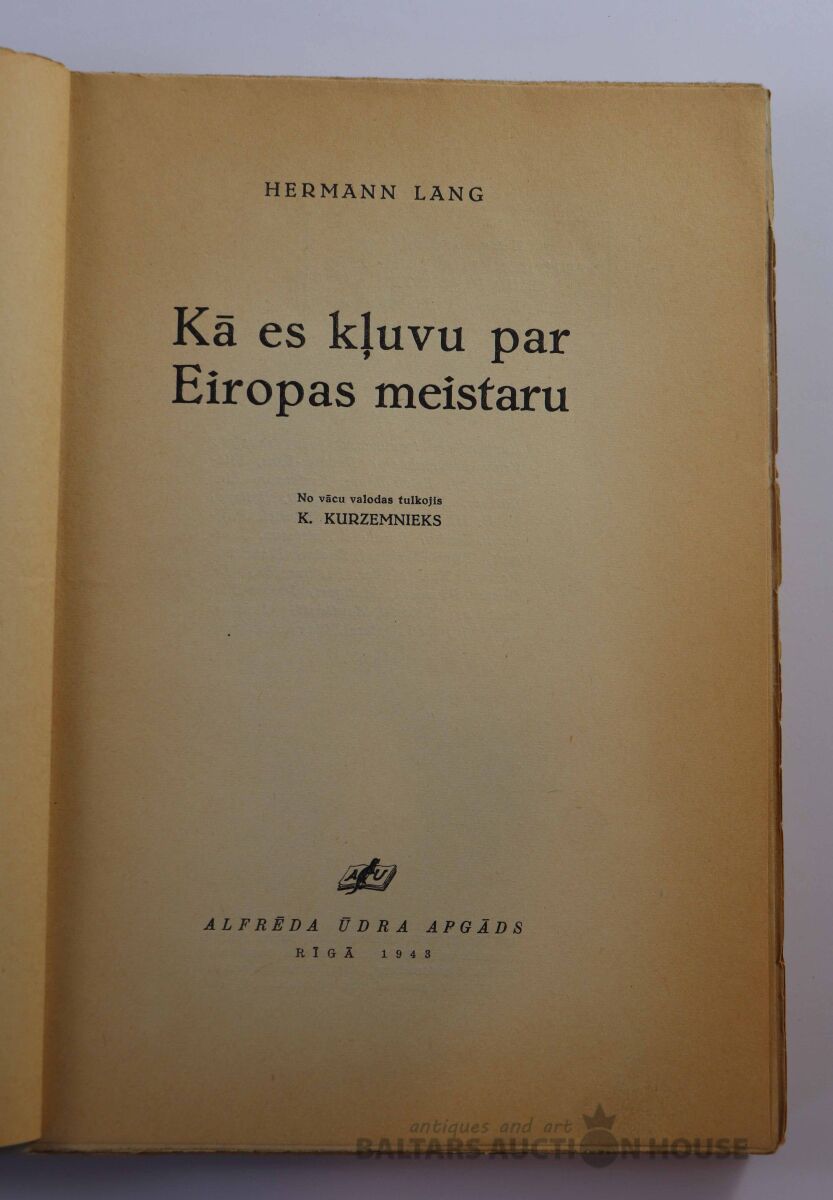 HERMANN LANG
Kā es kļuvu par
Eiropas meistaru
No vācu valodas tulkojis
K. KURZEMNIEKS
A U
ALFRĒDA ŪDRA APGĀDS
RĪGĀ 1943
antiques and art
BALTARS AUCTION HOUSE